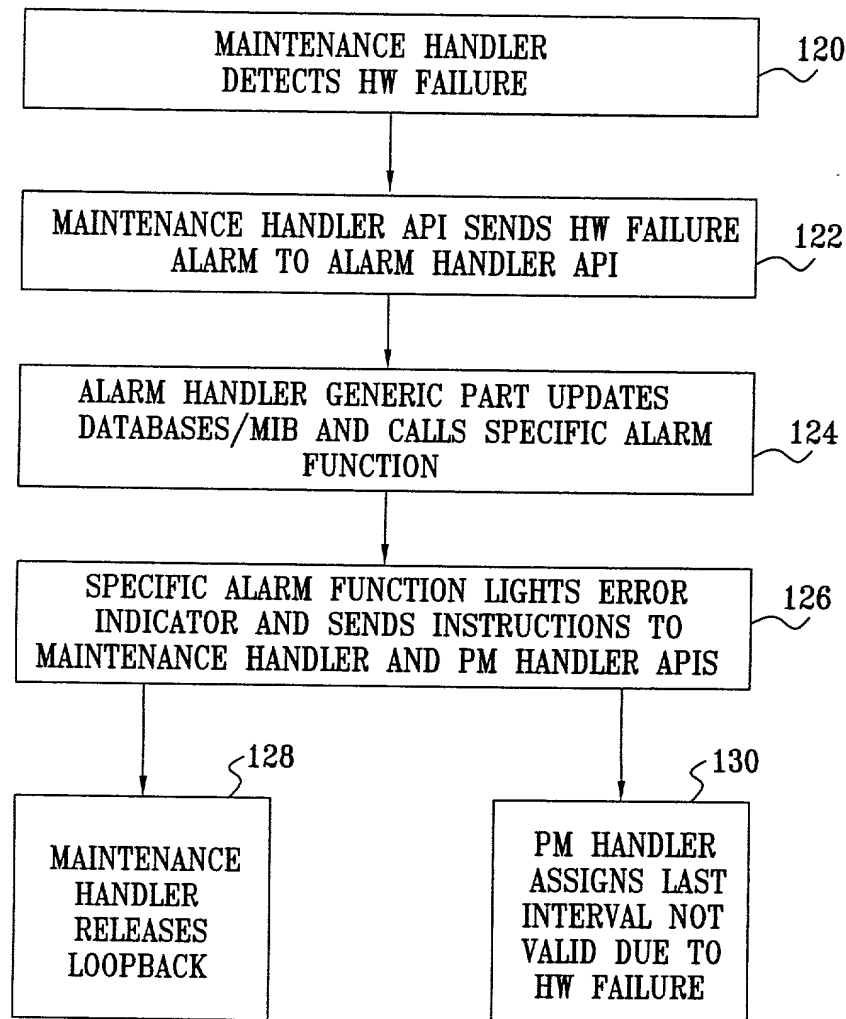 MAINTENANCE HANDLER
DETECTS HW FAILURE
120
MAINTENANCE HANDLER API SENDS HW FAILURE
ALARM TO ALARM HANDLER API
122
ALARM HANDLER GENERIC PART UPDATES
DATABASES/MIB AND CALLS SPECIFIC ALARM
FUNCTION
124
SPECIFIC ALARM FUNCTION LIGHTS ERROR
INDICATOR AND SENDS INSTRUCTIONS TO
MAINTENANCE HANDLER AND PM HANDLER APIS
126
128
MAINTENANCE
HANDLER
RELEASES
LOOPBACK
130
PM HANDLER
ASSIGNS LAST
INTERVAL NOT
VALID DUE TO
HW FAILURE